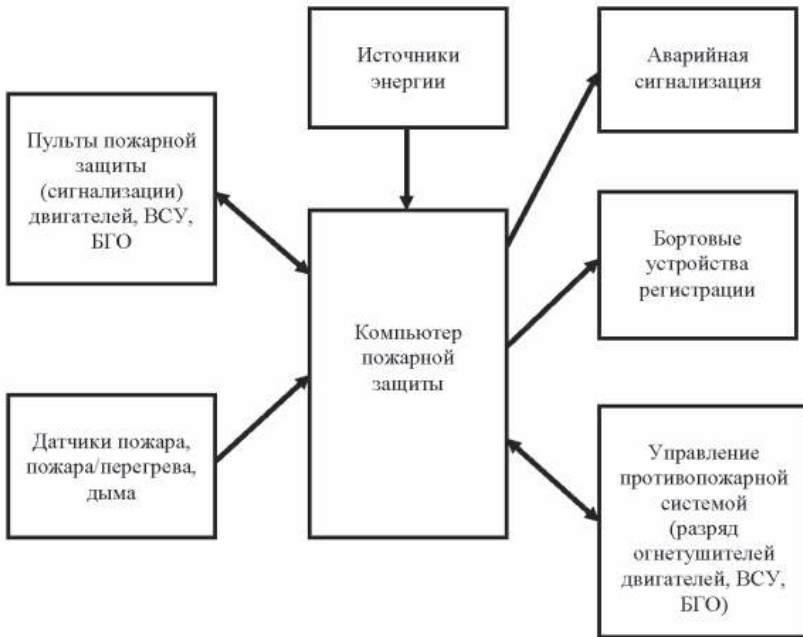 Источники
энергии
Аварийная
сигнализация
Пульты пожарной
защиты
(сигнализации)
двигателей, ВСУ,
БГО
Бортовые
устройства
регистрации
Компьютер
пожарной
защиты
Датчики пожара,
пожара/перегрева,
дыма
Управление
противопожарной
системой
(разряд
огнетушителей
двигателей, ВСУ,
БГО)